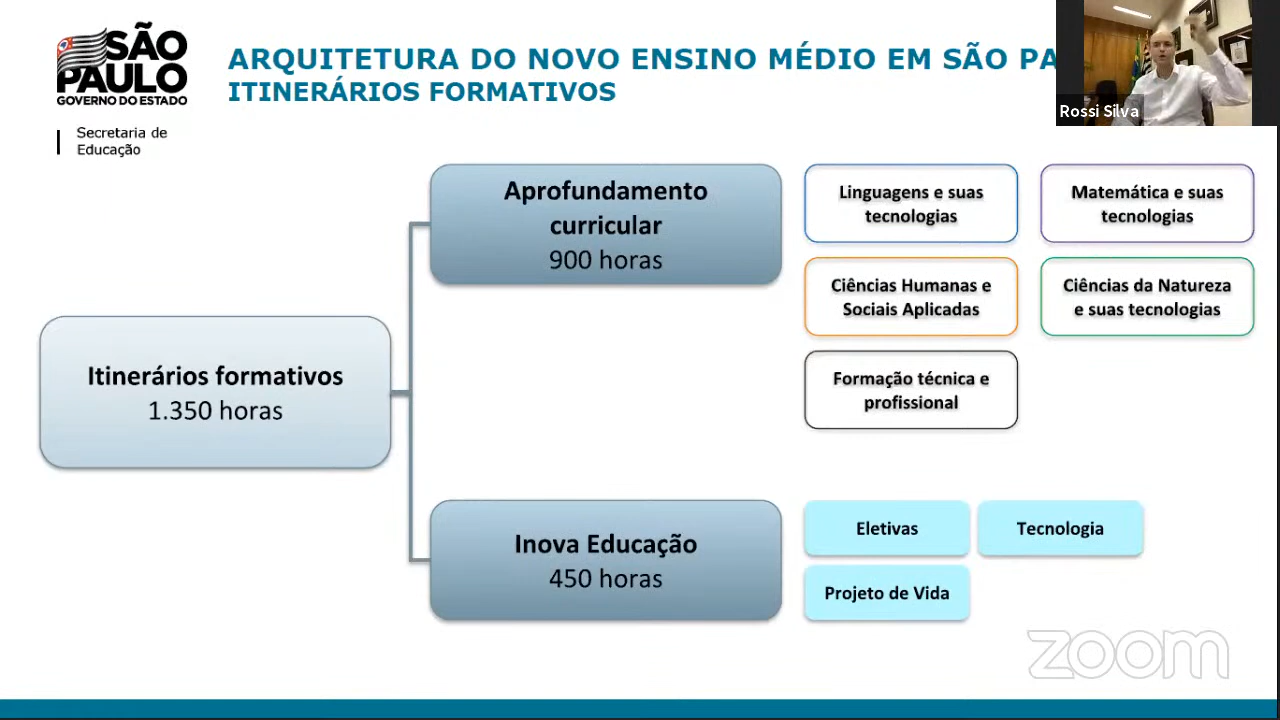 SÃO
PAULO
GOVERNO DO ESTADO
Secretaria de
Educação
ARQUITETURA DO NOVO ENSINO MÉDIO EM SÃO PA
ITINERÁRIOS FORMATIVOS
Rossi Silva
Itinerários formativos
1.350 horas
Aprofundamento
curricular
900 horas
Linguagens e suas
tecnologias
Matemática e suas
tecnologias
Ciências Humanas e
Sociais Aplicadas
Ciências da Natureza
e suas tecnologias
Formação técnica e
profissional
Inova Educação
450 horas
Eletivas
Tecnologia
Projeto de Vida
zoom